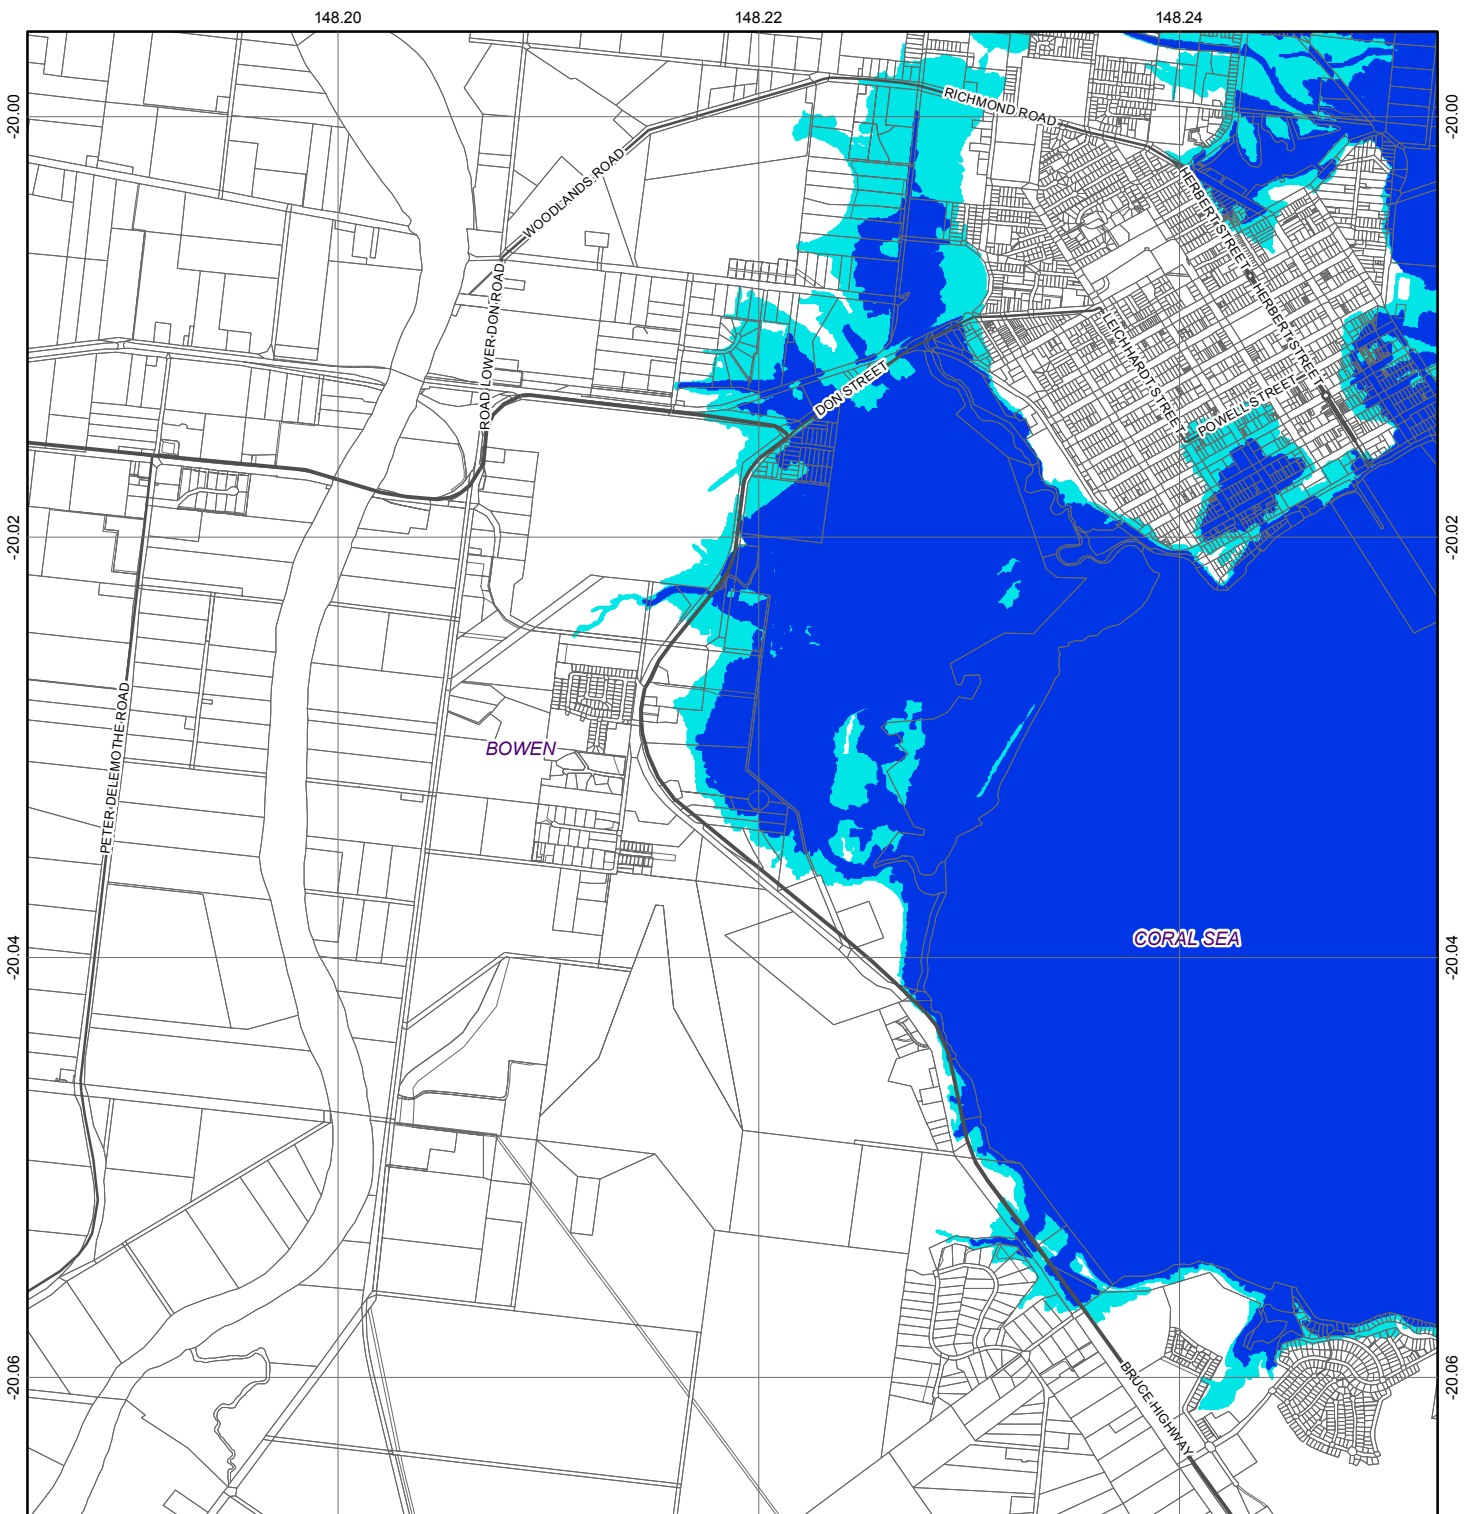 148.20
148.22
148.24
-20.00
-20.00
RICHMOND ROAD
WOODLANDS ROAD
HERBERT STREET
HERBERT STREET
ROAD LOWER DON ROAD
LEICHHARDT STREET
DON STREET
POWELL STREET
-20.02
-20.02
PETER DELEMOTHE ROAD
BOWEN
CORAL SEA
-20.04
-20.04
-20.06
-20.06
BRUCE HIGHWAY